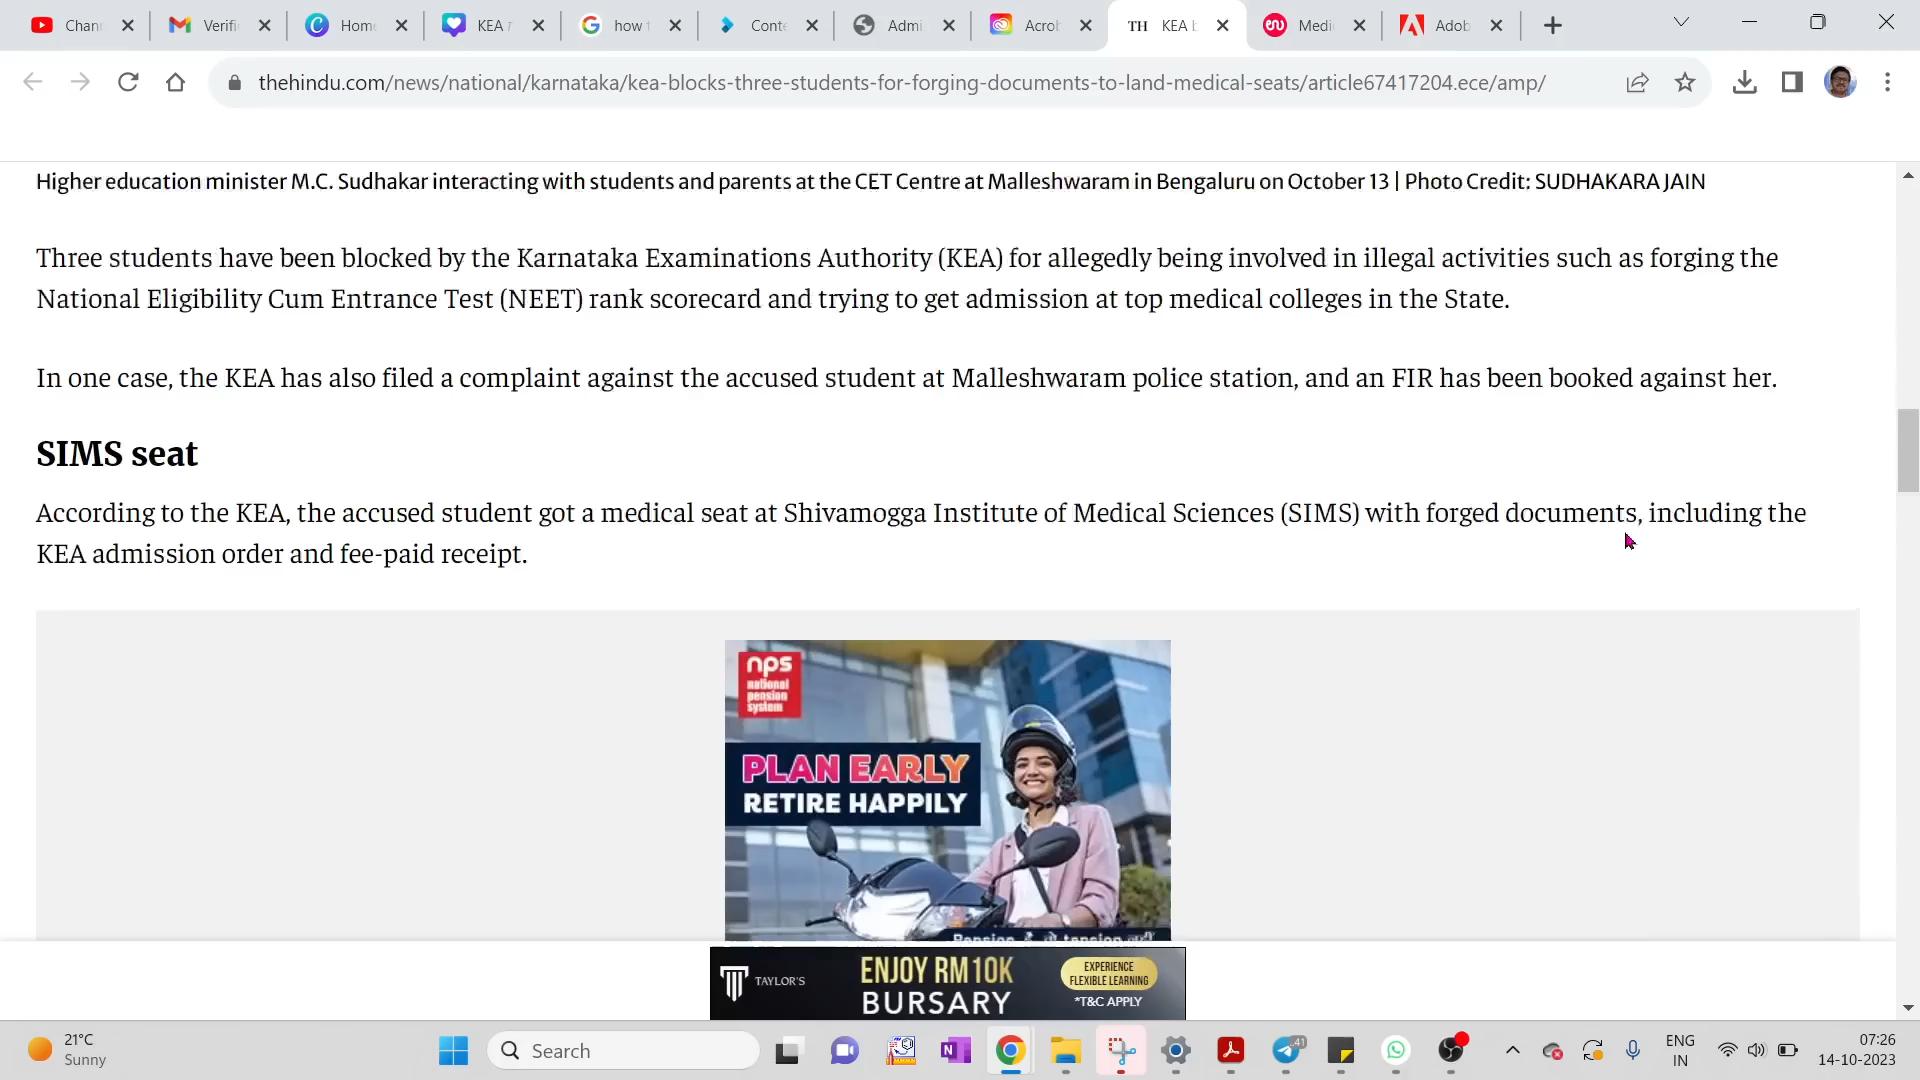 Chan
Verifi
Home
KEA
how
Conte
Admi
Acrob
TH KEA b
Medi
Adob
thehindu.com/news/national/karnataka/kea-blocks-three-students-for-forging-documents-to-land-medical-seats/article67417204.ece/amp/
Higher education minister M.C. Sudhakar interacting with students and parents at the CET Centre at Malleshwaram in Bengaluru on October 13 | Photo Credit: SUDHAKARA JAIN
Three students have been blocked by the Karnataka Examinations Authority (KEA) for allegedly being involved in illegal activities such as forging the
National Eligibility Cum Entrance Test (NEET) rank scorecard and trying to get admission at top medical colleges in the State.
In one case, the KEA has also filed a complaint against the accused student at Malleshwaram police station, and an FIR has been booked against her.
SIMS seat
According to the KEA, the accused student got a medical seat at Shivamogga Institute of Medical Sciences (SIMS) with forged documents, including the
KEA admission order and fee-paid receipt.
nps
national
pension
system
PLAN EARLY
RETIRE HAPPILY
TAYLOR'S
ENJOY RM10K
BURSARY
EXPERIENCE
FLEXIBLE LEARNING
*T&C APPLY
21°C
Sunny
Search
41
ENG
IN
07:26
14-10-2023